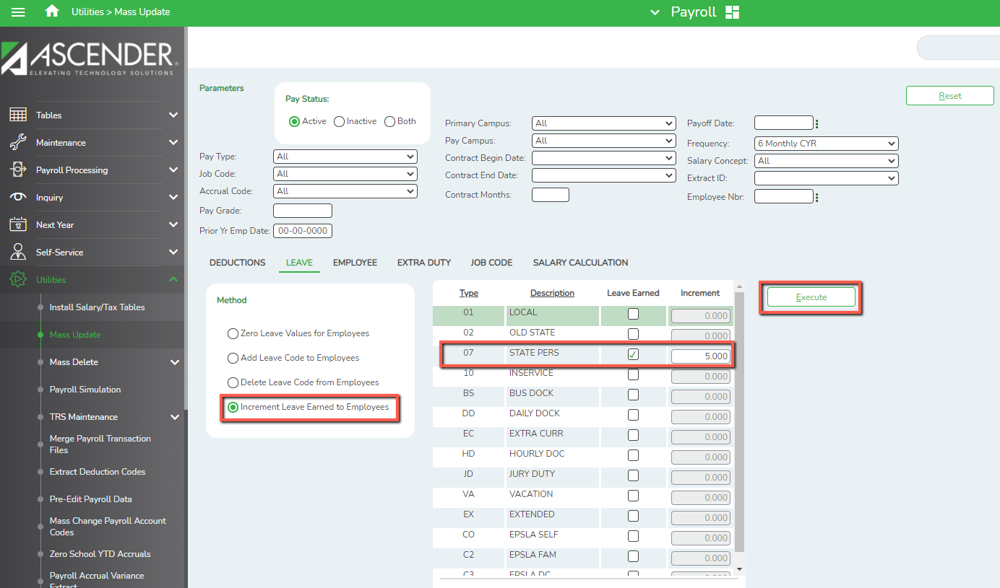 Utilities > Mass Update
Payroll
ASCENDER
ELEVATING TECHNOLOGY SOLUTIONS
Tables
Maintenance
Payroll Processing
Inquiry
12
Next Year
Self-Service
Utilities
Install Salary/Tax Tables
Mass Update
Mass Delete
Payroll Simulation
TRS Maintenance
Merge Payroll Transaction
Files
Extract Deduction Codes
Pre-Edit Payroll Data
Mass Change Payroll Account
Codes
Zero School YTD Accruals
Payroll Accrual Variance
Extract
Parameters
Pay Status:
Active Inactive Both
Reset
Pay Type: All
Job Code: All
Accrual Code: All
Pay Grade:
Prior Yr Emp Date: 00-00-0000
Primary Campus: All
Pay Campus: All
Contract Begin Date:
Contract End Date:
Contract Months:
Payoff Date:
Frequency: 6 Monthly CYR
Salary Concept: All
Extract ID:
Employee Nbr:
DEDUCTIONS LEAVE EMPLOYEE EXTRA DUTY JOB CODE SALARY CALCULATION
Method
Zero Leave Values for Employees
Add Leave Code to Employees
Delete Leave Code from Employees
Increment Leave Earned to Employees
Type Description Leave Earned Increment
01 LOCAL 0.000
02 OLD STATE 0.000
07 STATE PERS 5.000
10 INSERVICE 0.000
BS BUS DOCK 0.000
DD DAILY DOCK 0.000
EC EXTRA CURR 0.000
HD HOURLY DOC 0.000
JD JURY DUTY 0.000
VA VACATION 0.000
EX EXTENDED 0.000
CO EPSLA SELF 0.000
C2 EPSLA FAM 0.000
C3 EPSLA DC 0.000
Execute